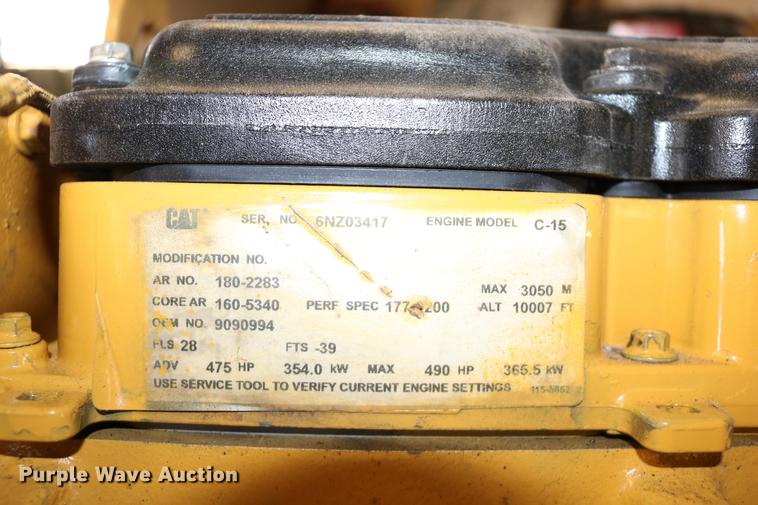 CAT SER. NO. 6NZ03417 ENGINE MODEL C-15
MODIFICATION NO.
AR NO. 180-2283 MAX 3050 M
CORE AR 160-5340 PERF SPEC ALT 10007 FT
OEM NO. 9090994
FLS 28 FTS -39
ADV 475 HP 354.0 kW MAX 490 HP 365.5 kW
USE SERVICE TOOL TO VERIFY CURRENT ENGINE SETTINGS
Purple Wave Auction